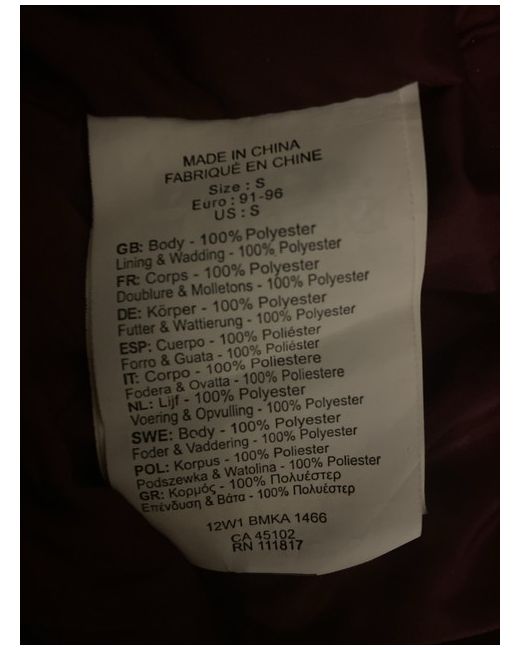 MADE IN CHINA
FABRIQUÉ EN CHINE
Size : S
Euro : 91-96
US : S
GB: Body - 100% Polyester
Lining & Wadding - 100% Polyester
FR: Corps - 100% Polyester
Doublure & Molletons - 100% Polyester
DE: Körper - 100% Polyester
Futter & Wattierung - 100% Polyester
ESP: Cuerpo - 100% Poliéster
Forro & Guata - 100% Poliéster
IT: Corpo - 100% Poliestere
Fodera & Ovatta - 100% Poliestere
NL: Lijf - 100% Polyester
Voering & Opvulling - 100% Polyester
SWE: Body - 100% Polyester
Foder & Vaddering - 100% Polyester
POL: Korpus - 100% Poliester
Podszewka & Watolina - 100% Poliester
GR: Κορμός - 100% Πολυέστερ
Επένδυση & Βάτα - 100% Πολυέστερ
12W1 BMKA 1466
CA 45102
RN 111817